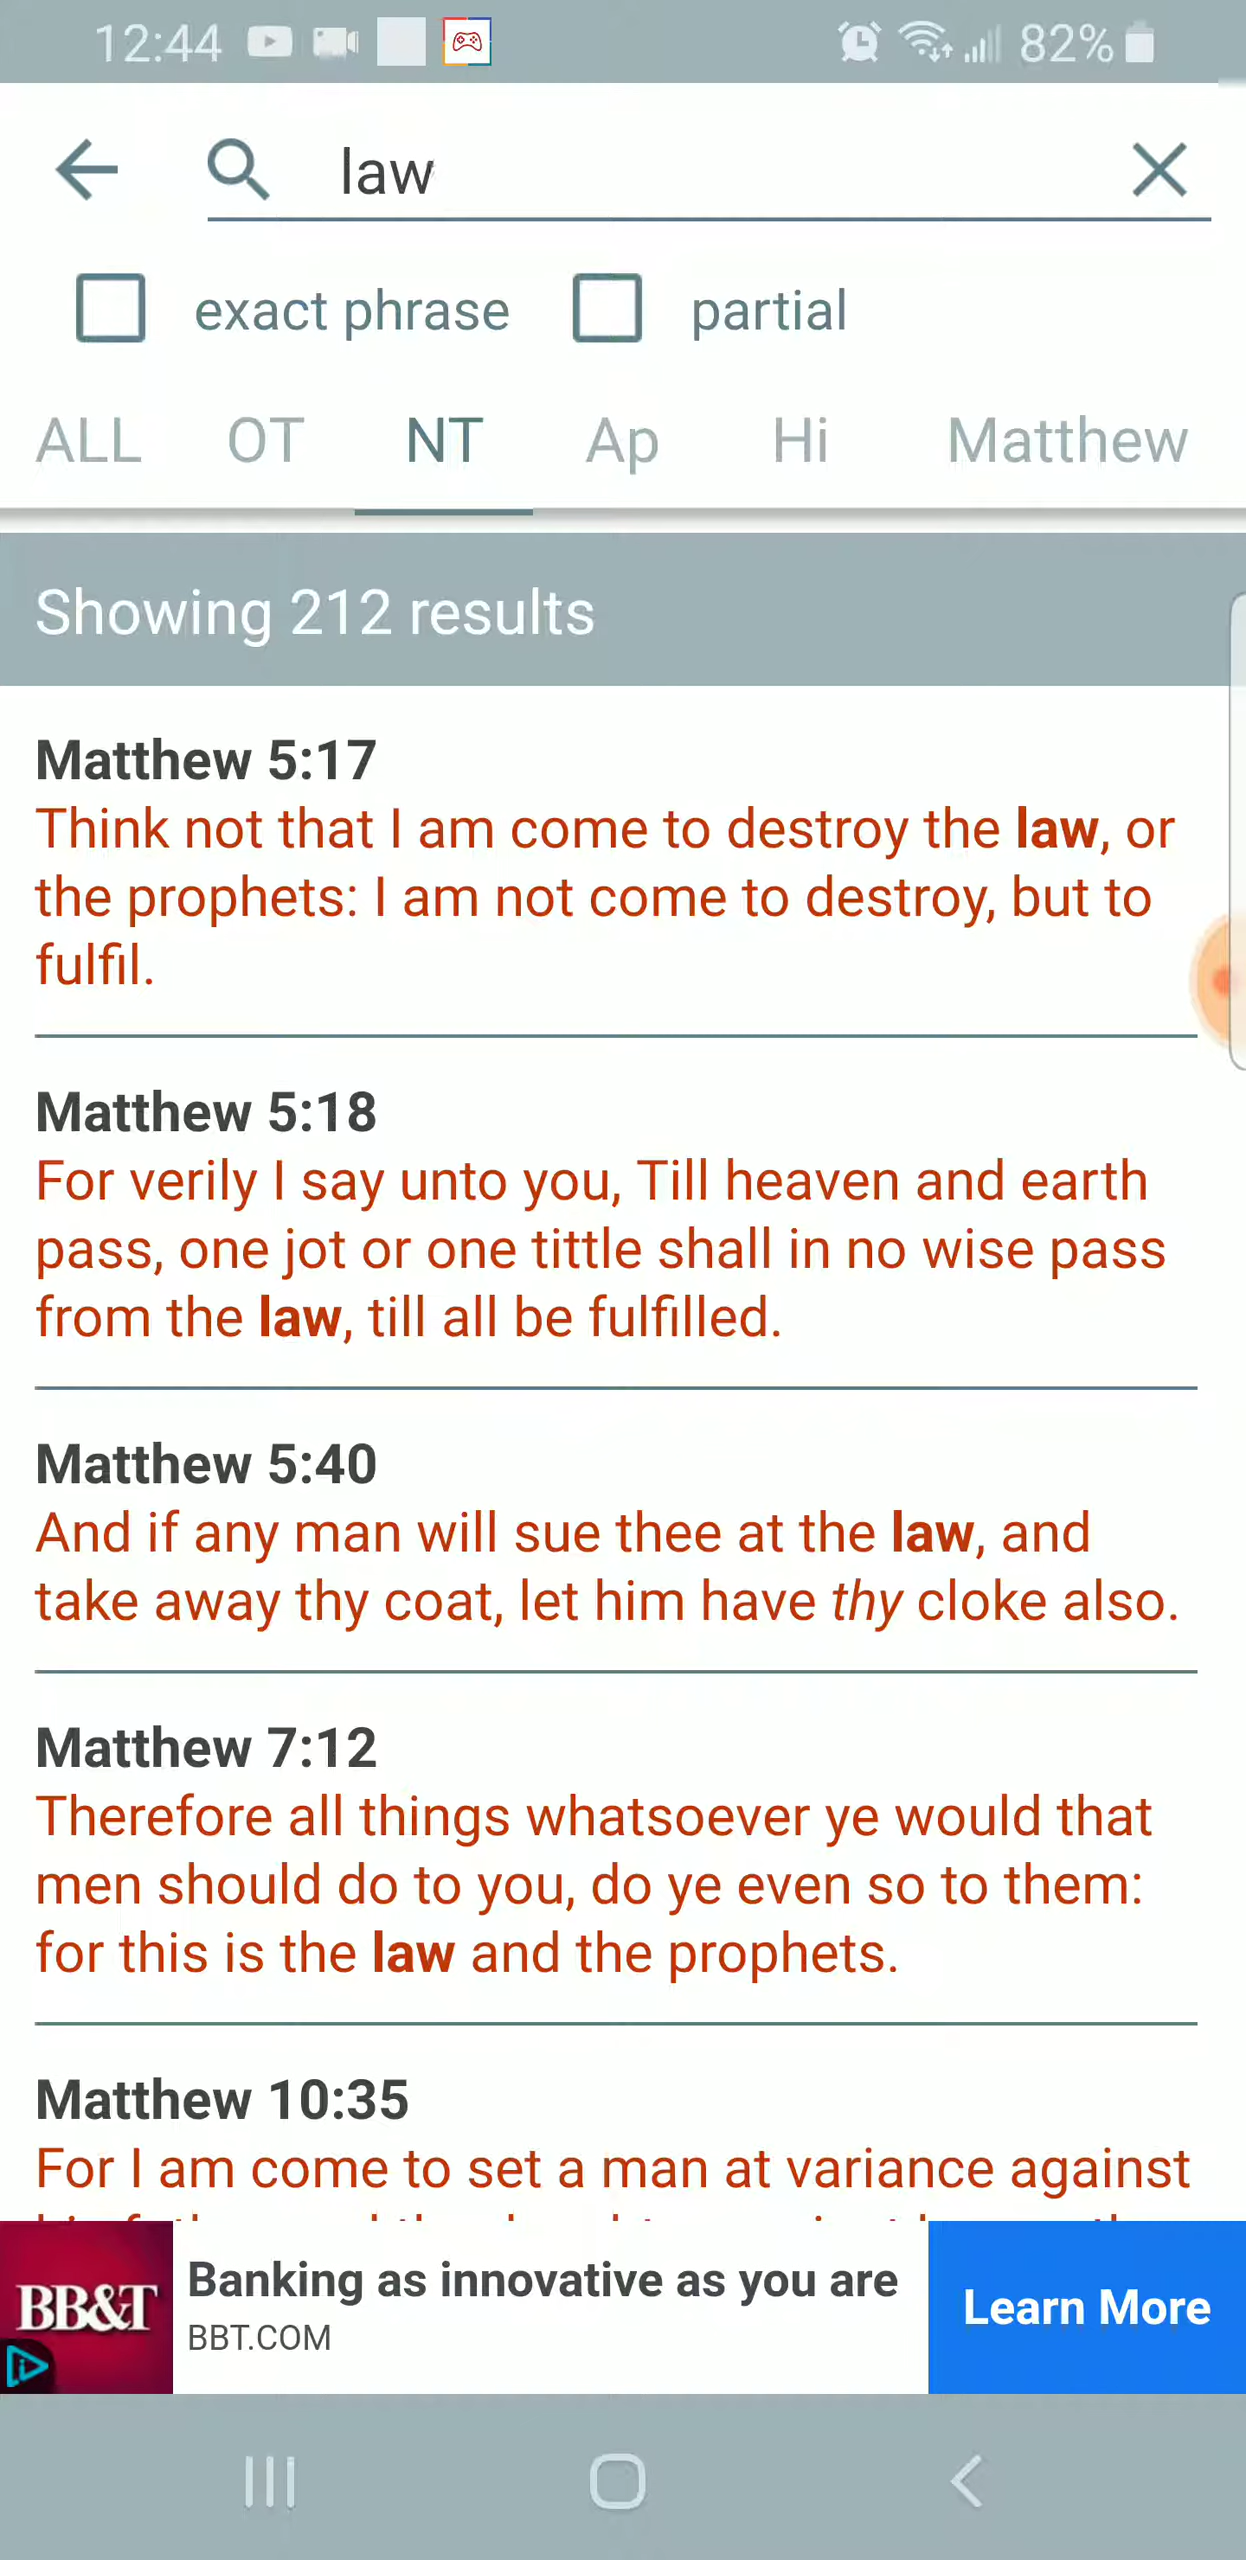 12:44 82%
law
exact phrase partial
ALL OT NT Ap Hi Matthew
Showing 212 results
Matthew 5:17
Think not that I am come to destroy the law, or
the prophets: I am not come to destroy, but to
fulfil.
Matthew 5:18
For verily I say unto you, Till heaven and earth
pass, one jot or one tittle shall in no wise pass
from the law, till all be fulfilled.
Matthew 5:40
And if any man will sue thee at the law, and
take away thy coat, let him have thy cloke also.
Matthew 7:12
Therefore all things whatsoever ye would that
men should do to you, do ye even so to them:
for this is the law and the prophets.
Matthew 10:35
For I am come to set a man at variance against
BB&T
Banking as innovative as you are
BBT.COM
Learn More